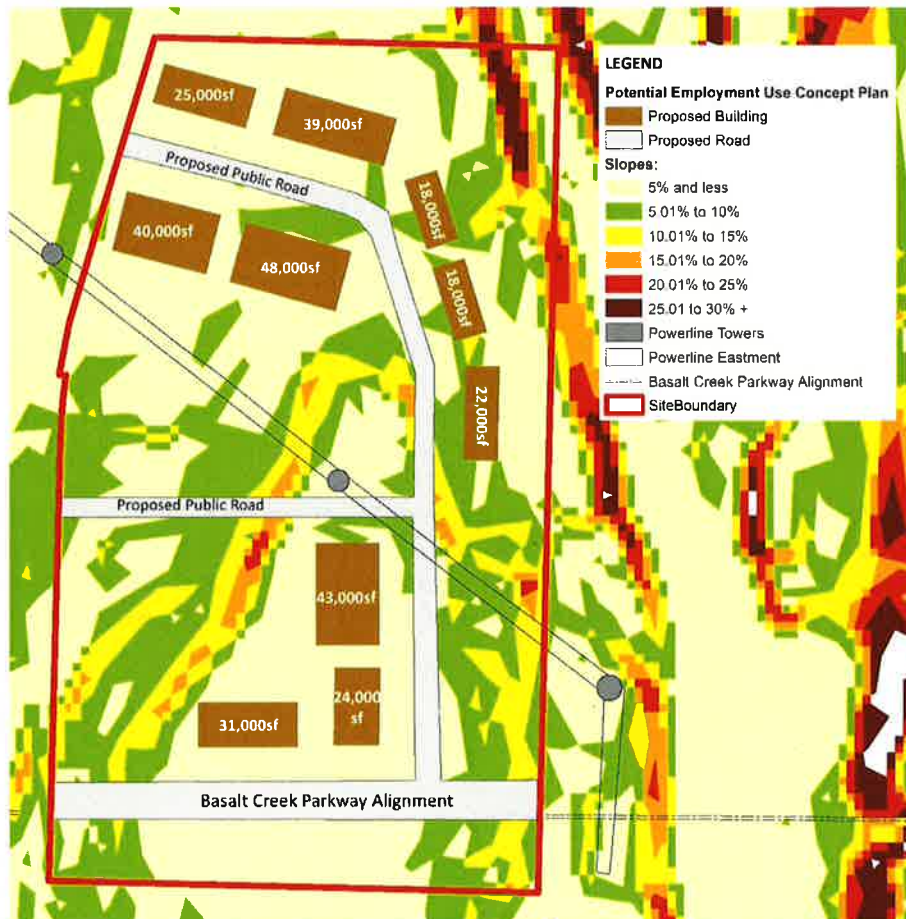 LEGEND
Potential Employment Use Concept Plan
Proposed Building
Proposed Road
Slopes:
5% and less
5.01% to 10%
10.01% to 15%
15.01% to 20%
20.01% to 25%
25.01 to 30% +
Powerline Towers
Powerline Eastment
Basalt Creek Parkway Alignment
SiteBoundary
25,000sf
39,000sf
Proposed Public Road
18,000sf
40,000sf
48,000sf
18,000sf
22,000sf
Proposed Public Road
43,000sf
24,000
sf
31,000sf
Basalt Creek Parkway Alignment